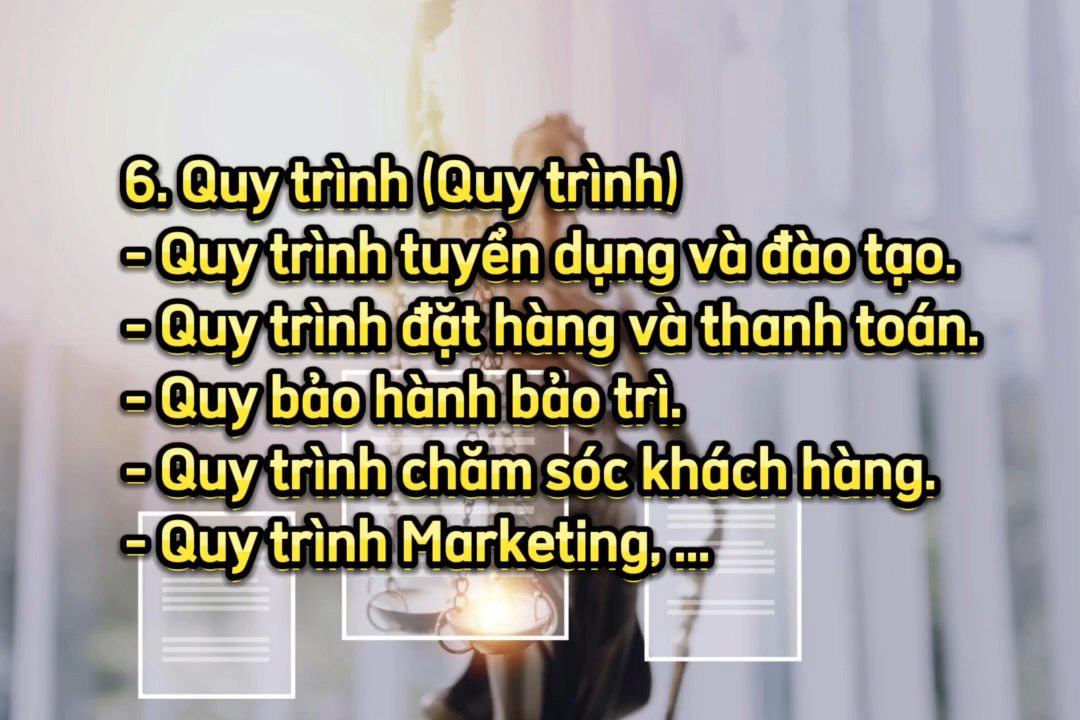 6. Quy trình (Quy trình)
- Quy trình tuyển dụng và đào tạo.
- Quy trình đặt hàng và thanh toán.
- Quy bảo hành bảo trì.
- Quy trình chăm sóc khách hàng.
- Quy trình Marketing, ...